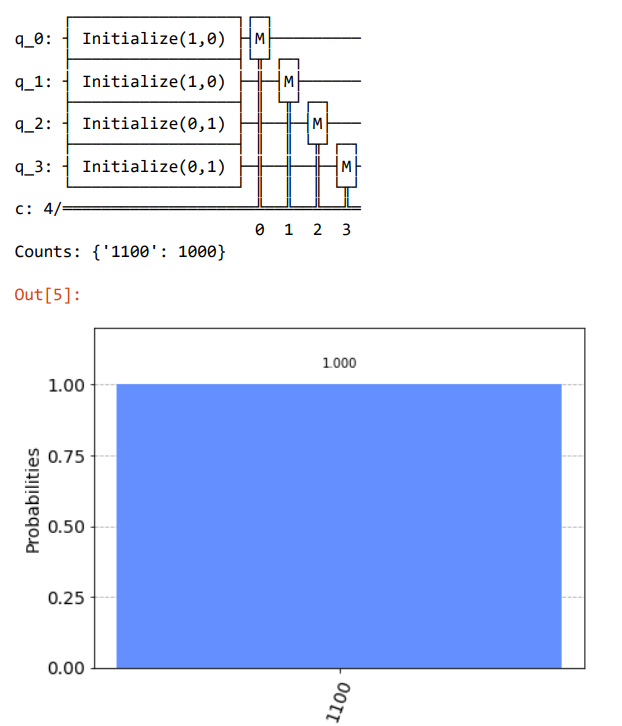 q_0: Initialize(1,0) M
q_1: Initialize(1,0) M
q_2: Initialize(0,1) M
q_3: Initialize(0,1) M
c: 4/
0 1 2 3
Counts: {'1100': 1000}
Out[5]:
1.000
1.00
0.75
0.50
0.25
0.00
Probabilities
1100